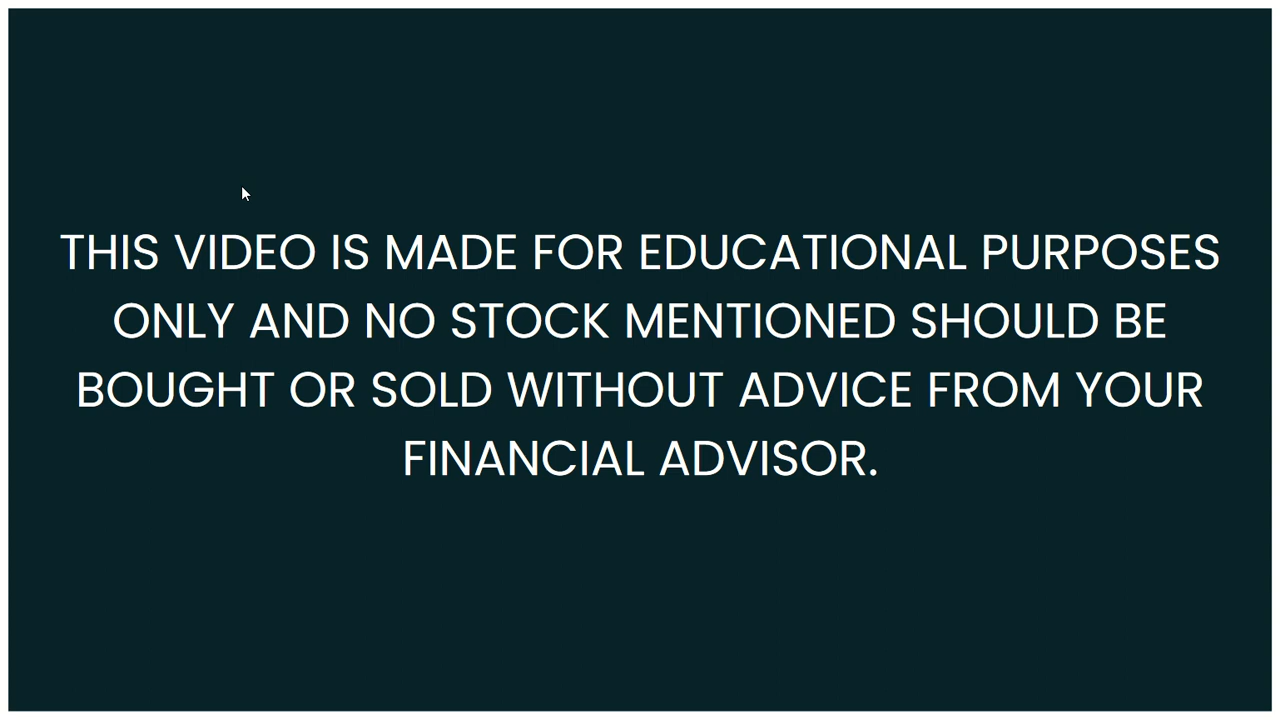 THIS VIDEO IS MADE FOR EDUCATIONAL PURPOSES
ONLY AND NO STOCK MENTIONED SHOULD BE
BOUGHT OR SOLD WITHOUT ADVICE FROM YOUR
FINANCIAL ADVISOR.